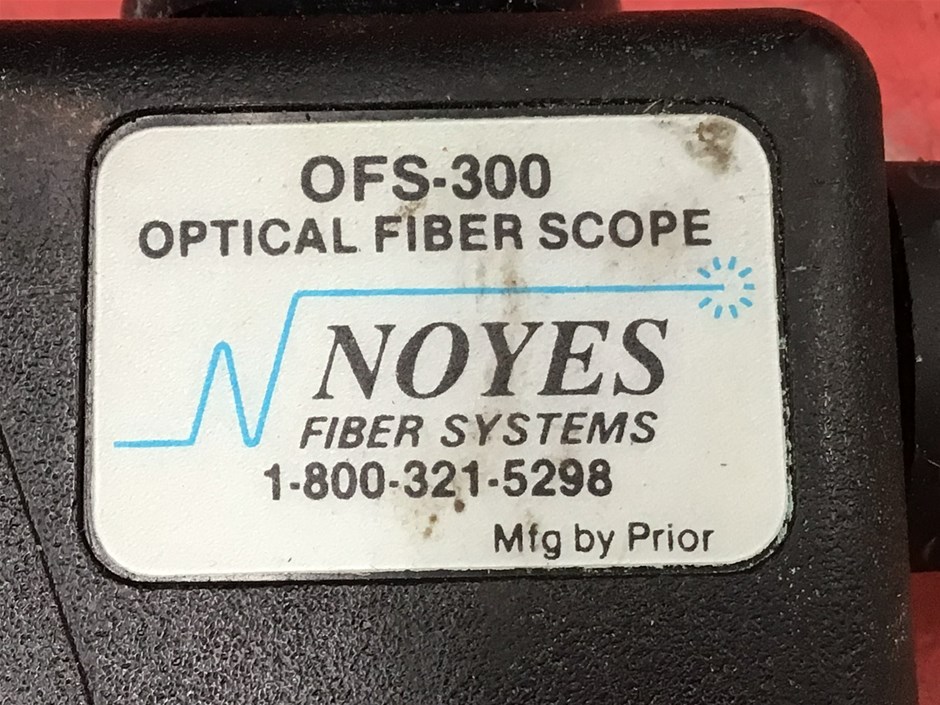 OFS-300
OPTICAL FIBER SCOPE
NOYES
FIBER SYSTEMS
1-800-321-5298
Mfg by Prior